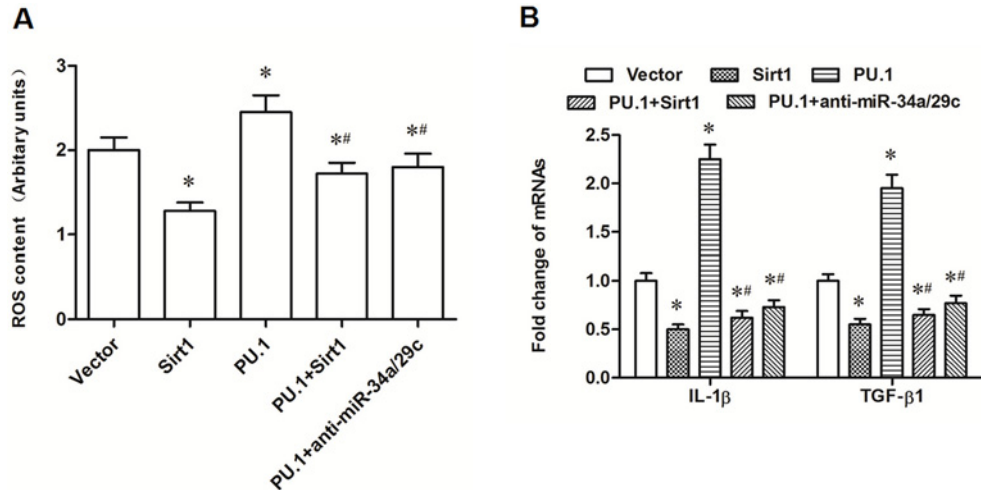 A
ROS content （Arbitary units）
3
2
1
0
*
*
*#
*#
Vector
Sirt1
PU.1
PU.1+Sirt1
PU.1+anti-miR-34a/29c
B
Vector Sirt1 PU.1
PU.1+Sirt1 PU.1+anti-miR-34a/29c
Fold change of mRNAs
2.5
2.0
1.5
1.0
0.5
0.0
*
*
*#
*#
*
*
*#
*#
IL-1β TGF-β1